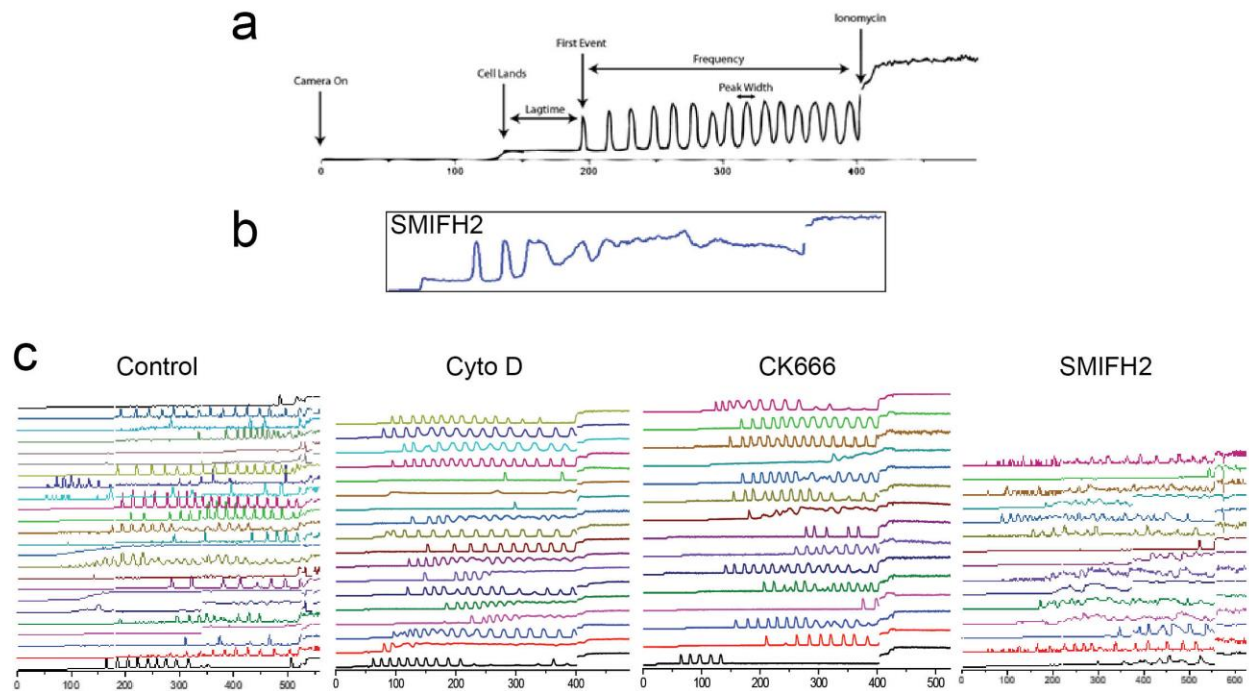 a
Camera On
Cell Lands
Lagtime
First Event
Frequency
Peak Width
Ionomycin
0 100 200 300 400
b
SMIFH2
c
Control
Cyto D
CK666
SMIFH2
0 100 200 300 400 500
0 100 200 300 400
0 100 200 300 400 500
0 100 200 300 400 500 600